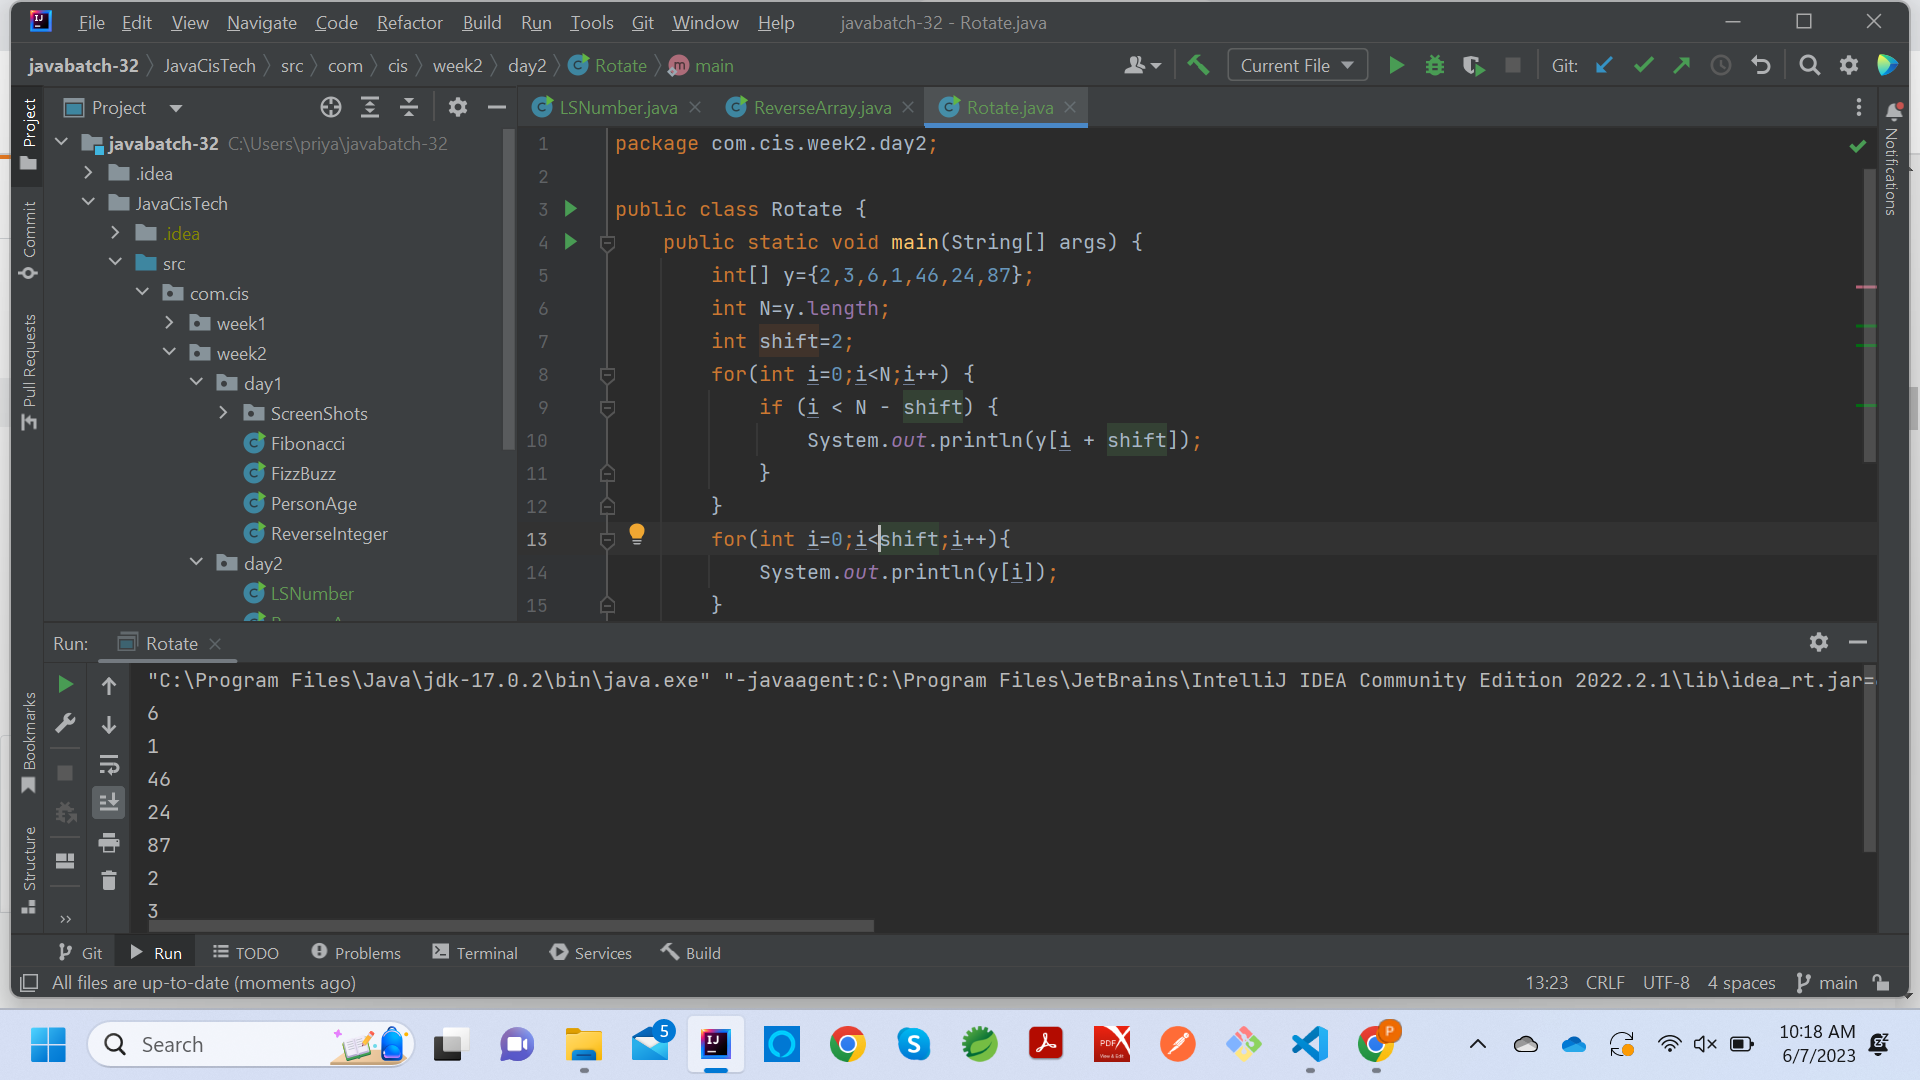 File Edit View Navigate Code Refactor Build Run Tools Git Window Help javabatch-32 - Rotate.java
javabatch-32 JavaCisTech src com cis week2 day2 Rotate main Current File Git:
Project
LSNumber.java ReverseArray.java Rotate.java
Project
Commit
Pull Requests
Bookmarks
Structure
Notifications
javabatch-32 C:\Users\priya\javabatch-32
.idea
JavaCisTech
.idea
src
com.cis
week1
week2
day1
ScreenShots
Fibonacci
FizzBuzz
PersonAge
ReverseInteger
day2
LSNumber
1 package com.cis.week2.day2;
2
3 public class Rotate {
4 public static void main(String[] args) {
5 int[] y={2,3,6,1,46,24,87};
6 int N=y.length;
7 int shift=2;
8 for(int i=0;i<N;i++) {
9 if (i < N - shift) {
10 System.out.println(y[i + shift]);
11 }
12 }
13 for(int i=0;i<shift;i++){
14 System.out.println(y[i]);
15 }
Run: Rotate
"C:\Program Files\Java\jdk-17.0.2\bin\java.exe" "-javaagent:C:\Program Files\JetBrains\IntelliJ IDEA Community Edition 2022.2.1\lib\idea_rt.jar=
6
1
46
24
87
2
3
Git Run TODO Problems Terminal Services Build
All files are up-to-date (moments ago) 13:23 CRLF UTF-8 4 spaces main
Search 5 10:18 AM
6/7/2023